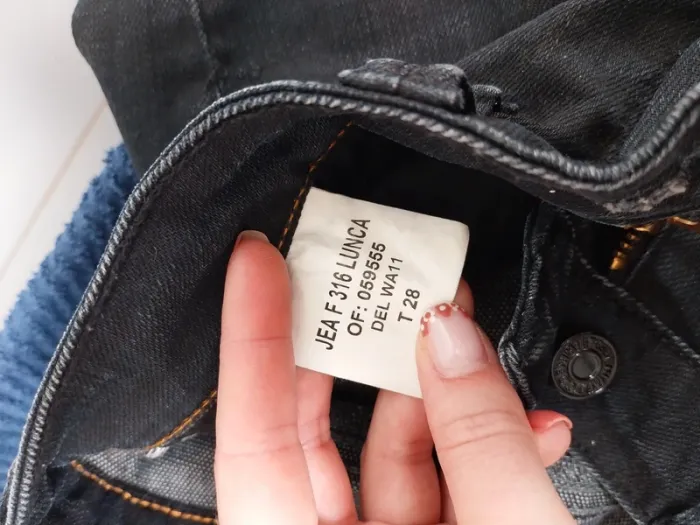 JEA F 316 LUNCA
OF: 059555
DEL WA11
T 28